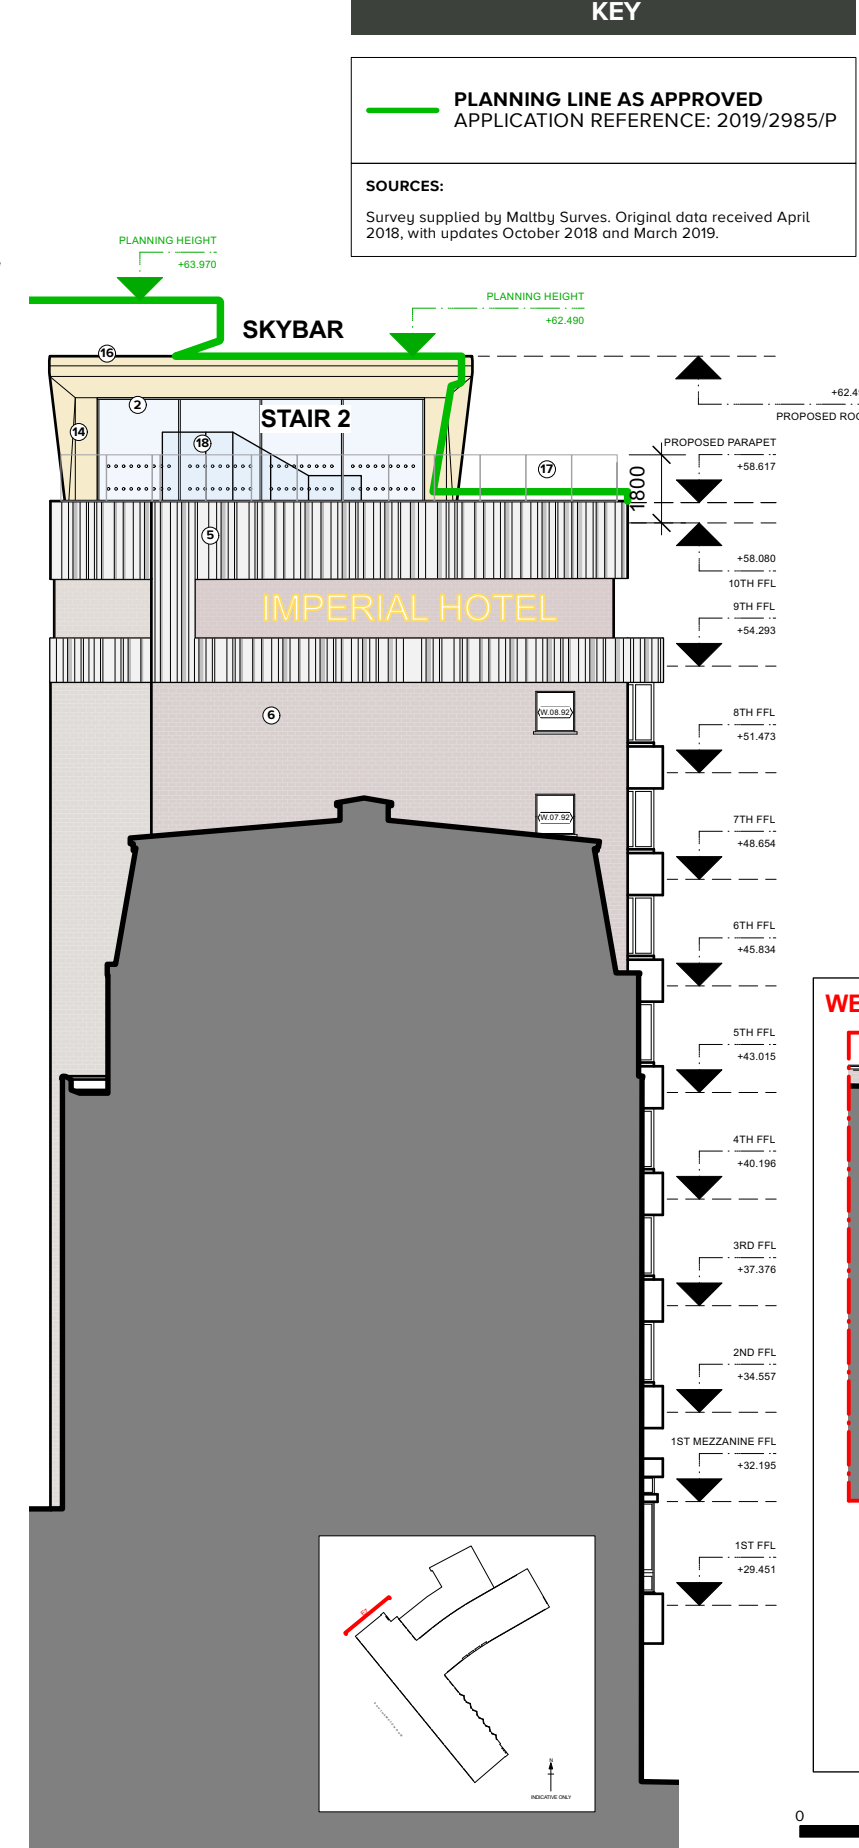 KEY
PLANNING LINE AS APPROVED
APPLICATION REFERENCE: 2019/2985/P
SOURCES:
Survey supplied by Maltby Surves. Original data received April
2018, with updates October 2018 and March 2019.
PLANNING HEIGHT
+63.970
PLANNING HEIGHT
+62.490
SKYBAR
16
2
STAIR 2
14
18
17
5
1800
+62.49
PROPOSED ROO
PROPOSED PARAPET
+58.617
+58.080
10TH FFL
IMPERIAL HOTEL
9TH FFL
+54.293
6
W.08.92
8TH FFL
+51.473
W.07.92
7TH FFL
+48.654
6TH FFL
+45.834
WE
5TH FFL
+43.015
4TH FFL
+40.196
3RD FFL
+37.376
2ND FFL
+34.557
1ST MEZZANINE FFL
+32.195
1ST FFL
+29.451
N
INDICATIVE ONLY
0